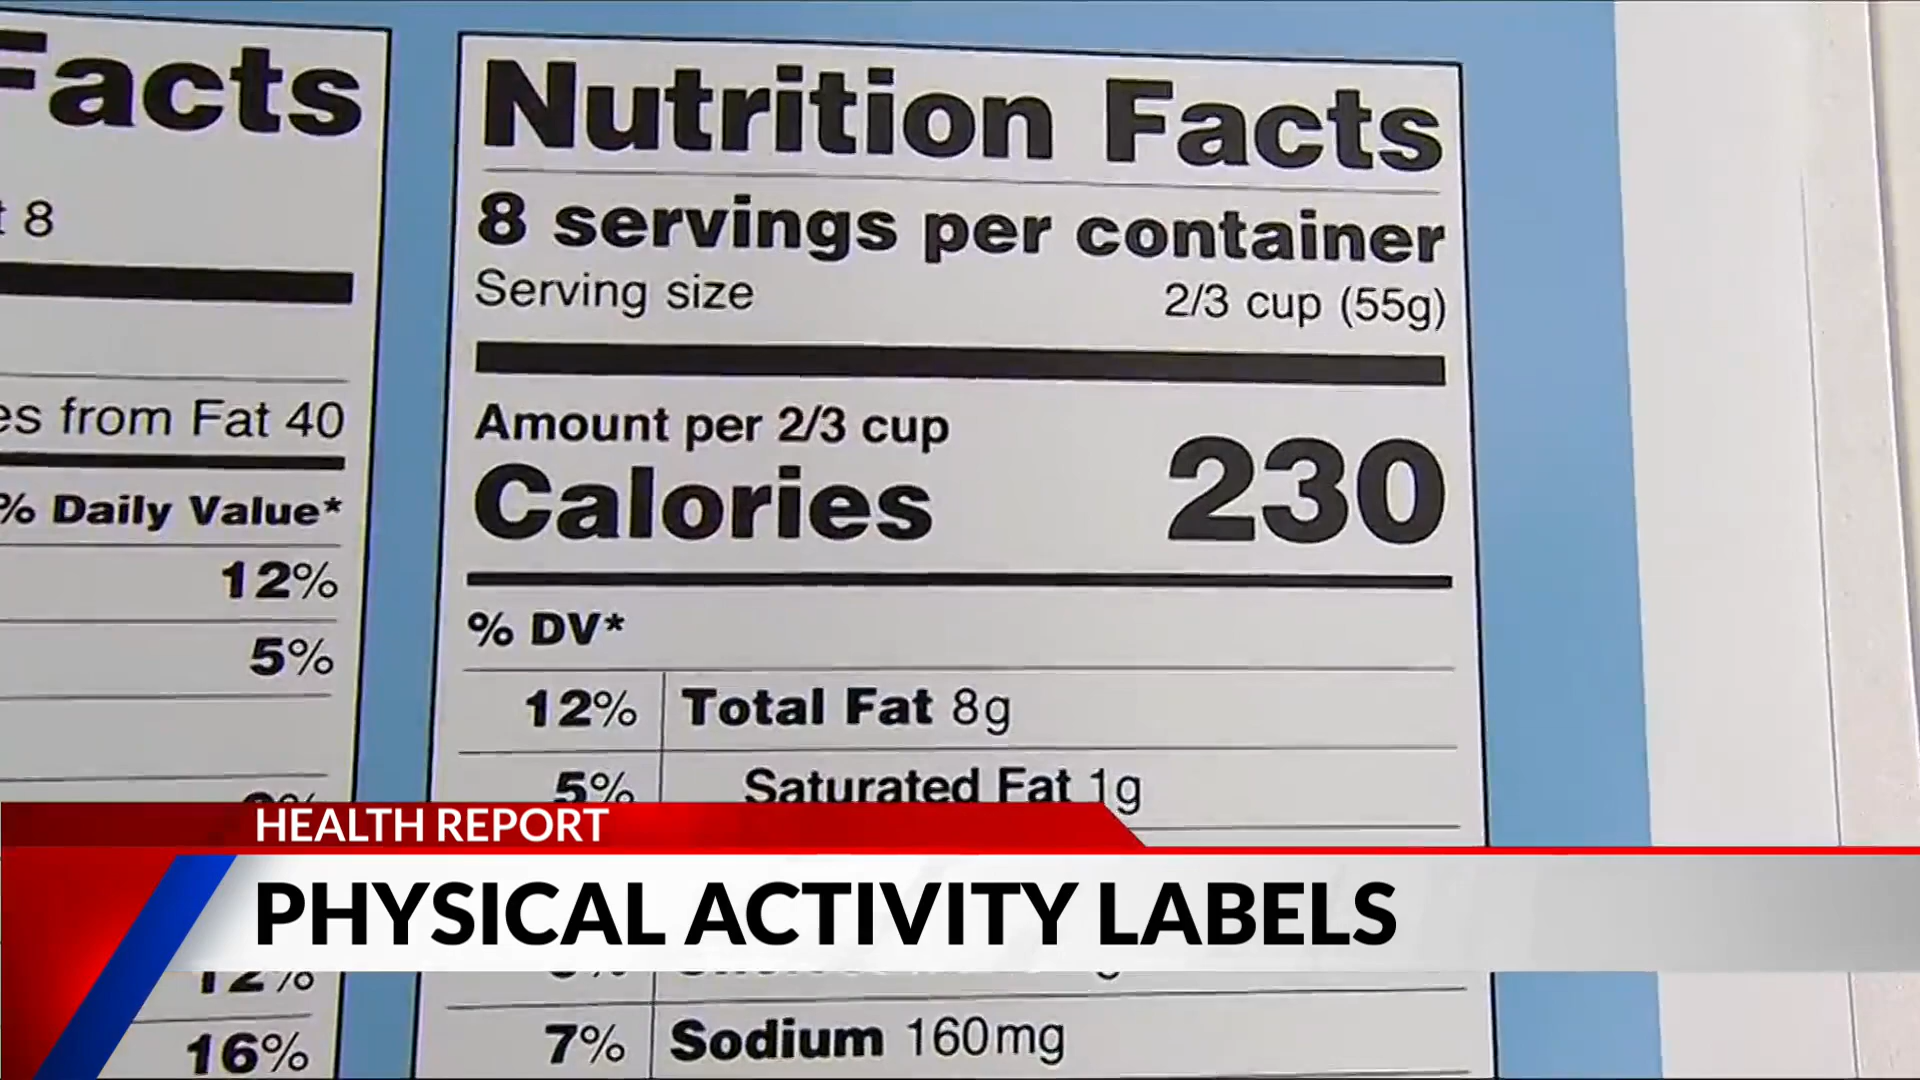 Facts
8
from Fat 40
% Daily Value*
12%
5%
12%
16%
Nutrition Facts
8 servings per container
Serving size 2/3 cup (55g)
Amount per 2/3 cup
Calories 230
% DV*
12% Total Fat 8g
5% Saturated Fat 1g
7% Sodium 160mg
HEALTH REPORT
PHYSICAL ACTIVITY LABELS